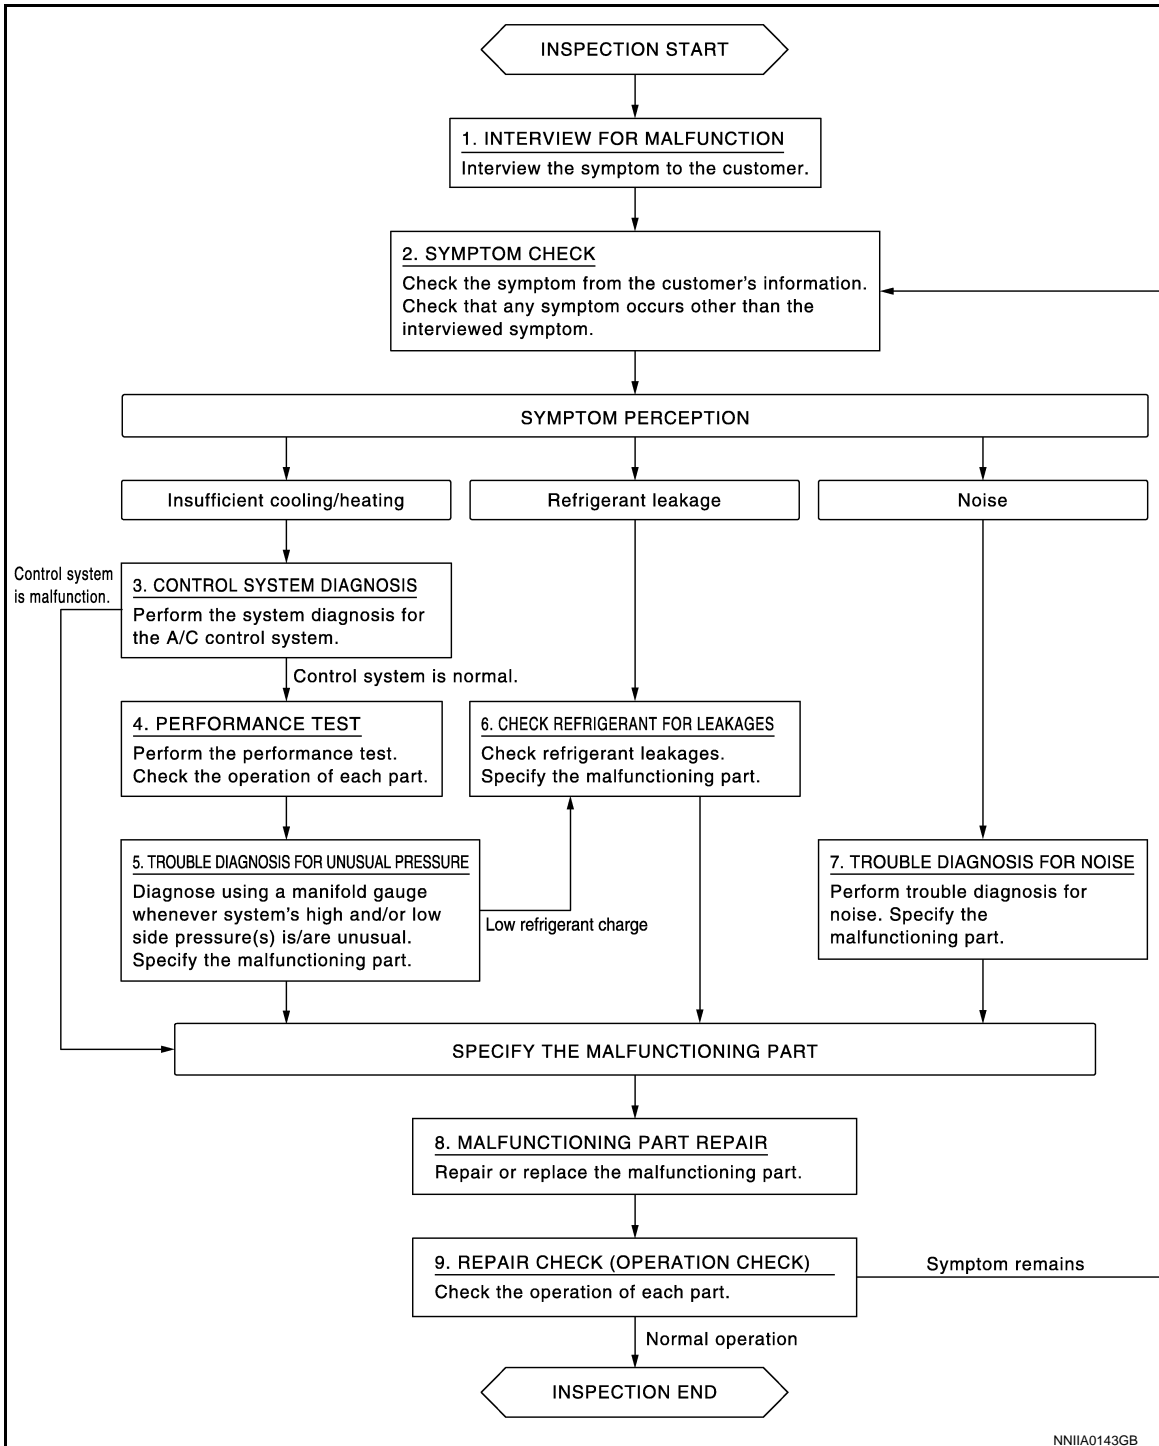 INSPECTION START
1. INTERVIEW FOR MALFUNCTION
Interview the symptom to the customer.
2. SYMPTOM CHECK
Check the symptom from the customer's information.
Check that any symptom occurs other than the
interviewed symptom.
SYMPTOM PERCEPTION
Insufficient cooling/heating
Refrigerant leakage
Noise
Control system
is malfunction.
3. CONTROL SYSTEM DIAGNOSIS
Perform the system diagnosis for
the A/C control system.
Control system is normal.
4. PERFORMANCE TEST
Perform the performance test.
Check the operation of each part.
6. CHECK REFRIGERANT FOR LEAKAGES
Check refrigerant leakages.
Specify the malfunctioning part.
5. TROUBLE DIAGNOSIS FOR UNUSUAL PRESSURE
Diagnose using a manifold gauge
whenever system's high and/or low
side pressure(s) is/are unusual.
Specify the malfunctioning part.
Low refrigerant charge
7. TROUBLE DIAGNOSIS FOR NOISE
Perform trouble diagnosis for
noise. Specify the
malfunctioning part.
SPECIFY THE MALFUNCTIONING PART
8. MALFUNCTIONING PART REPAIR
Repair or replace the malfunctioning part.
9. REPAIR CHECK (OPERATION CHECK)
Check the operation of each part.
Symptom remains
Normal operation
INSPECTION END
NNIIA0143GB